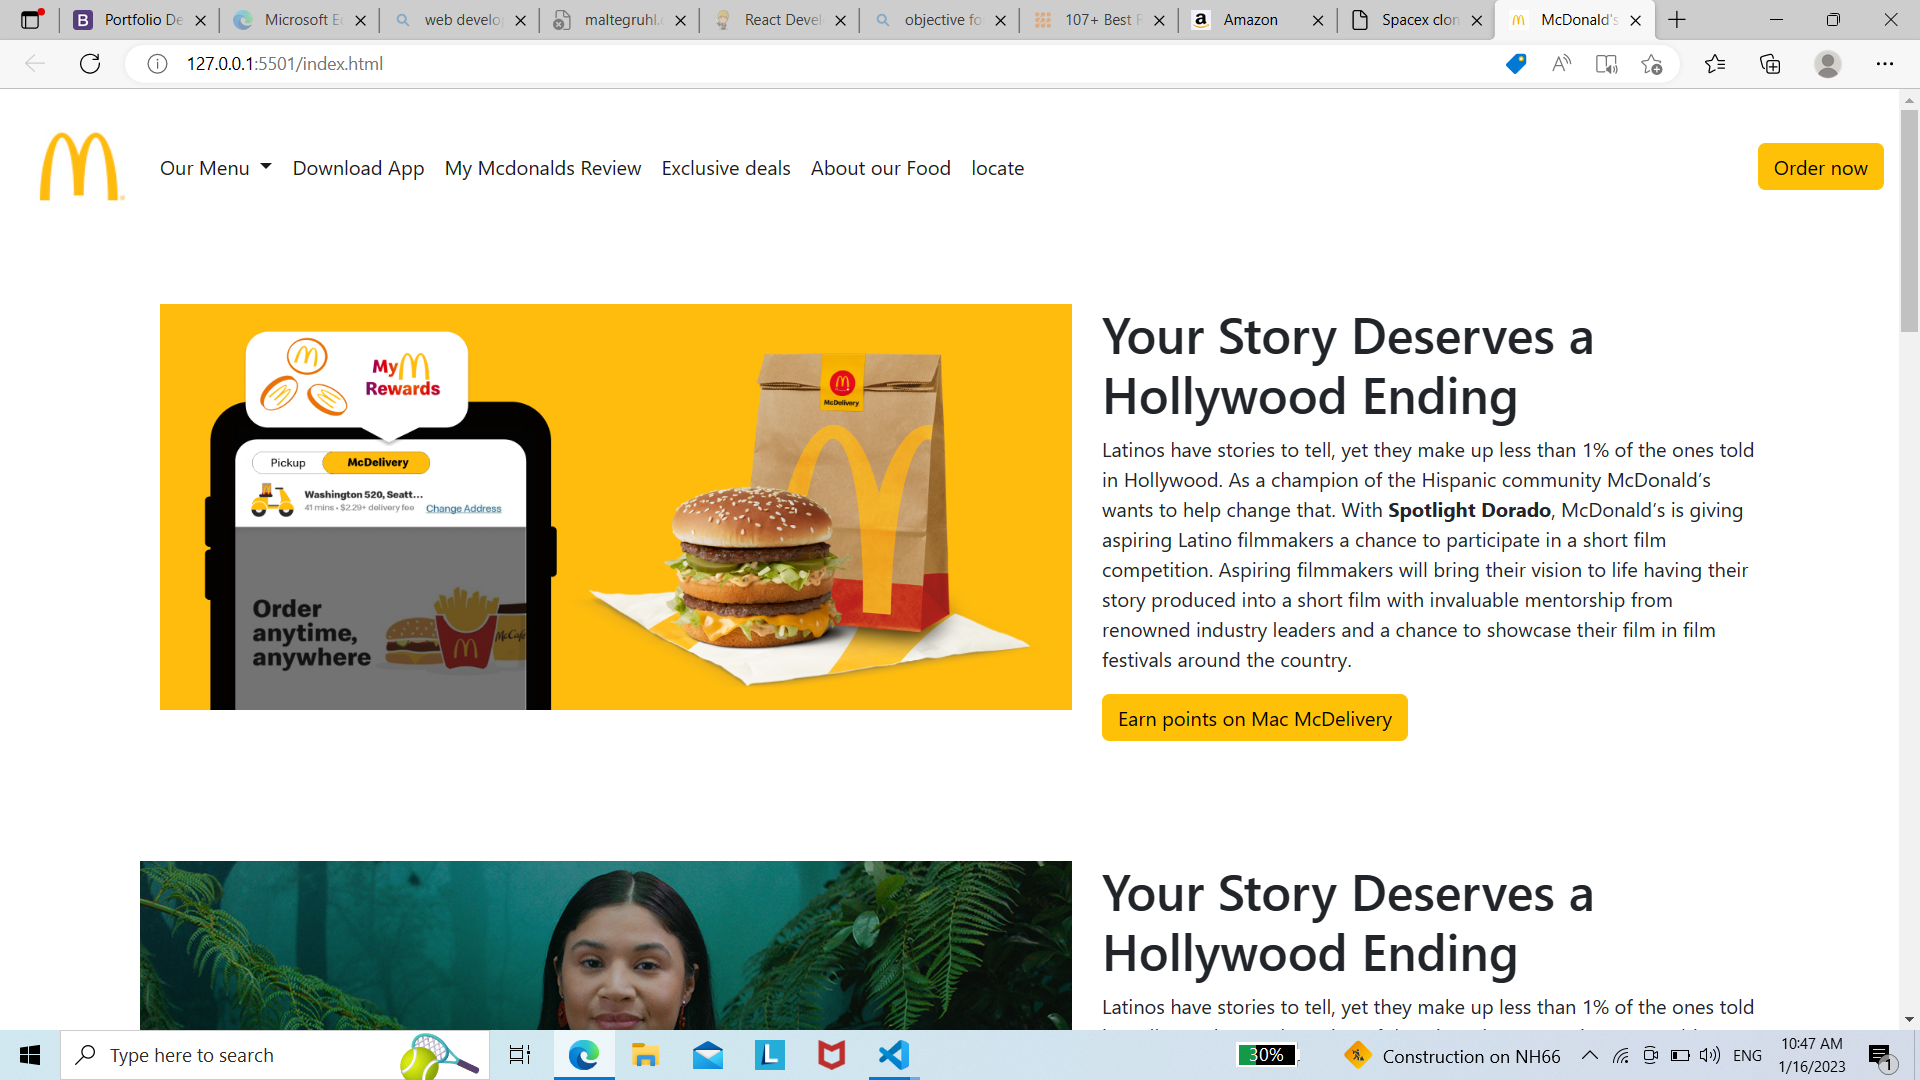 Portfolio De
Microsoft Ed
web develop
maltegruhl.c
React Devel
objective fo
107+ Best P
Amazon
Spacex clon
McDonald's
127.0.0.1:5501/index.html
Our Menu
Download App
My Mcdonalds Review
Exclusive deals
About our Food
locate
Order now
My Rewards
Pickup
McDelivery
Washington 520, Seatt...
41 mins • $2.29+ delivery fee
Change Address
Order
anytime,
anywhere
McCafé
McDelivery
Your Story Deserves a
Hollywood Ending
Latinos have stories to tell, yet they make up less than 1% of the ones told
in Hollywood. As a champion of the Hispanic community McDonald’s
wants to help change that. With Spotlight Dorado, McDonald’s is giving
aspiring Latino filmmakers a chance to participate in a short film
competition. Aspiring filmmakers will bring their vision to life having their
story produced into a short film with invaluable mentorship from
renowned industry leaders and a chance to showcase their film in film
festivals around the country.
Earn points on Mac McDelivery
Your Story Deserves a
Hollywood Ending
Latinos have stories to tell, yet they make up less than 1% of the ones told
Type here to search
30%
Construction on NH66
ENG
10:47 AM
1/16/2023
1